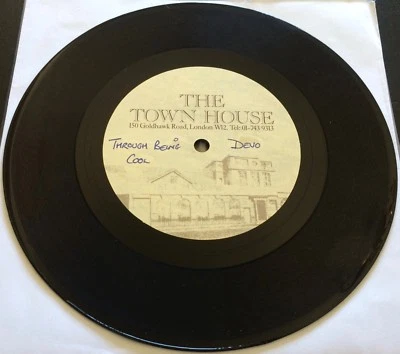 THE
TOWN HOUSE
150 Goldhawk Road, London W12. Tel: 01-743 9313
THROUGH BEING DEVO
COOL